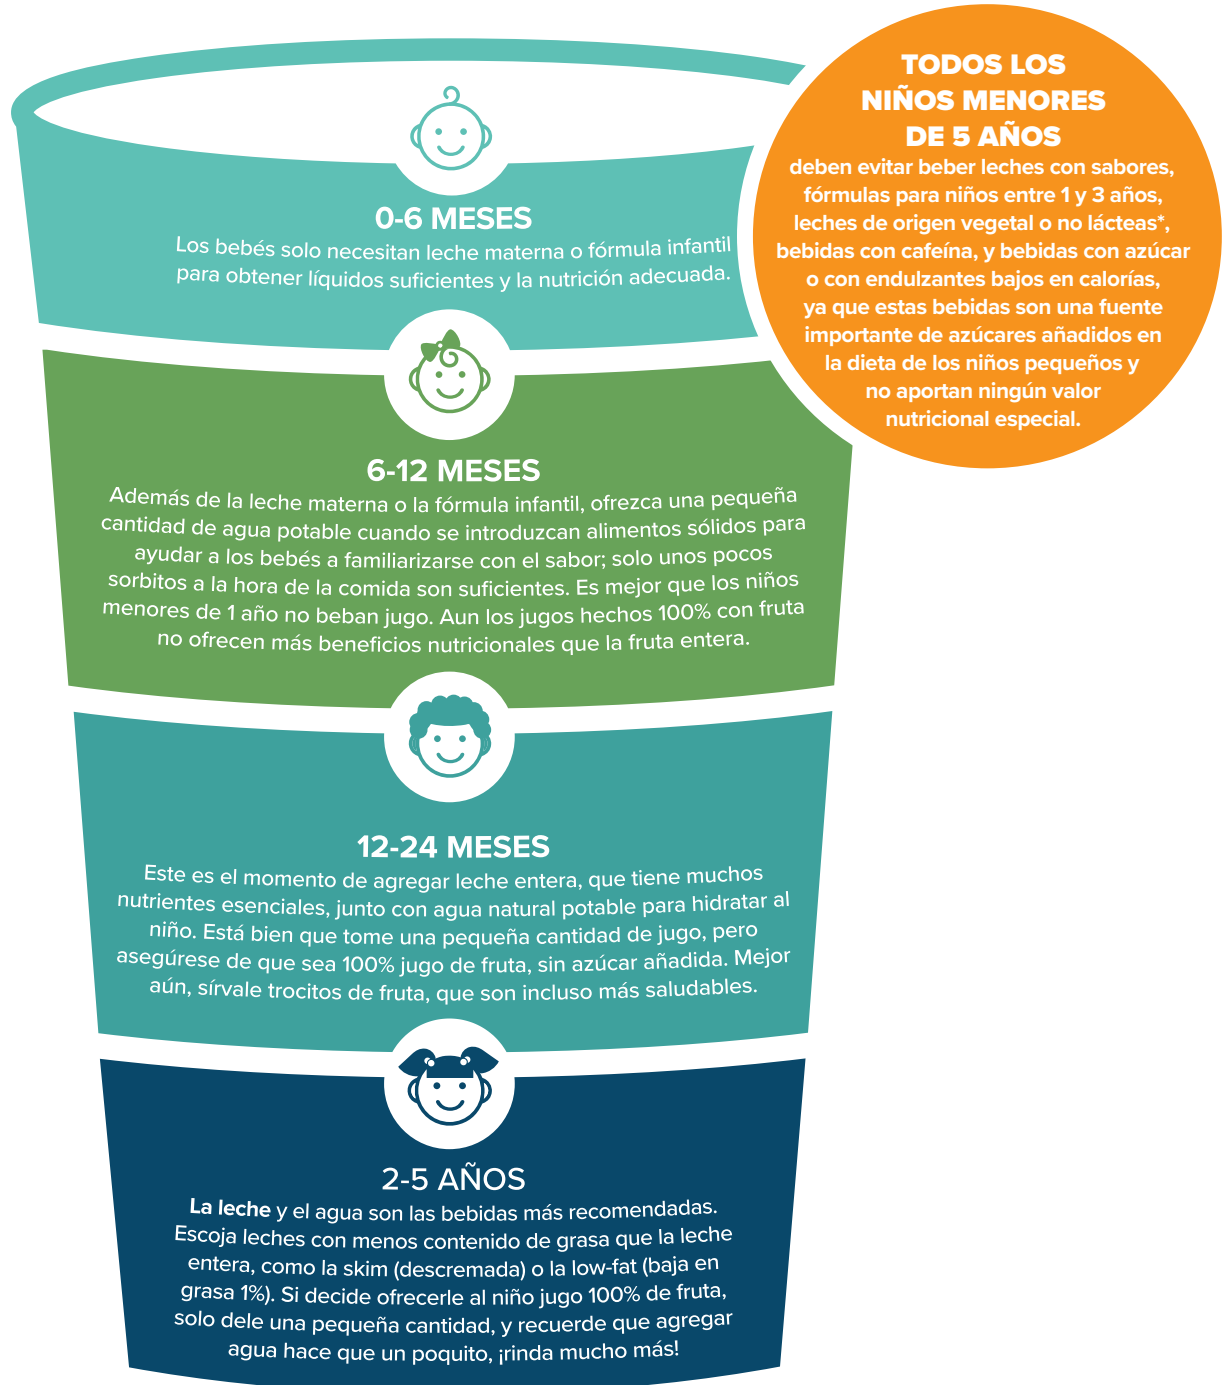 TODOS LOS
NIÑOS MENORES
DE 5 AÑOS
deben evitar beber leches con sabores,
fórmulas para niños entre 1 y 3 años,
leches de origen vegetal o no lácteas*,
bebidas con cafeína, y bebidas con azúcar
o con endulzantes bajos en calorías,
ya que estas bebidas son una fuente
importante de azúcares añadidos en
la dieta de los niños pequeños y
no aportan ningún valor
nutricional especial.
0-6 MESES
Los bebés solo necesitan leche materna o fórmula infantil
para obtener líquidos suficientes y la nutrición adecuada.
6-12 MESES
Además de la leche materna o la fórmula infantil, ofrezca una pequeña
cantidad de agua potable cuando se introduzcan alimentos sólidos para
ayudar a los bebés a familiarizarse con el sabor; solo unos pocos
sorbitos a la hora de la comida son suficientes. Es mejor que los niños
menores de 1 año no beban jugo. Aun los jugos hechos 100% con fruta
no ofrecen más beneficios nutricionales que la fruta entera.
12-24 MESES
Este es el momento de agregar leche entera, que tiene muchos
nutrientes esenciales, junto con agua natural potable para hidratar al
niño. Está bien que tome una pequeña cantidad de jugo, pero
asegúrese de que sea 100% jugo de fruta, sin azúcar añadida. Mejor
aún, sírvale trocitos de fruta, que son incluso más saludables.
2-5 AÑOS
La leche y el agua son las bebidas más recomendadas.
Escoja leches con menos contenido de grasa que la leche
entera, como la skim (descremada) o la low-fat (baja en
grasa 1%). Si decide ofrecerle al niño jugo 100% de fruta,
solo dele una pequeña cantidad, y recuerde que agregar
agua hace que un poquito, ¡rinda mucho más!